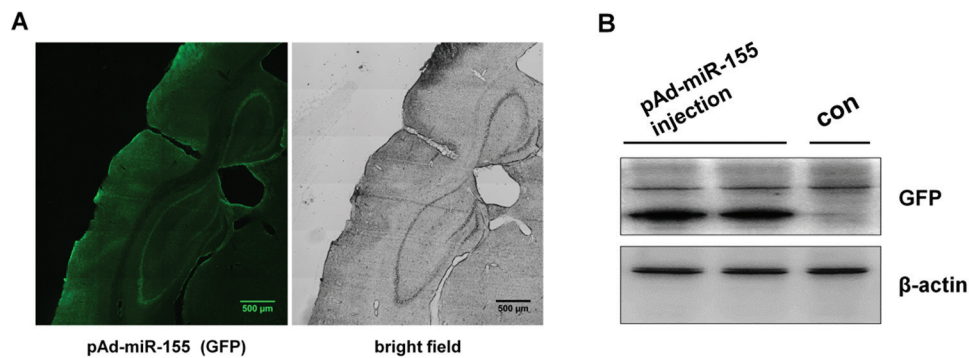 A
500 μm
500 μm
pAd-miR-155 (GFP)
bright field
B
pAd-miR-155
injection
con
GFP
β-actin